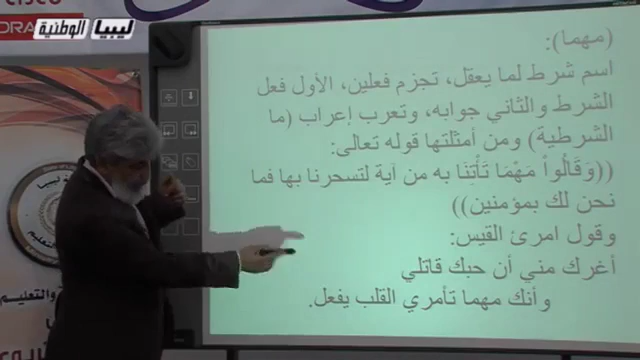 ليبيا الوطنية
(مهما):
اسم شرط لما يعقل، تجزم فعلين، الأول فعل
الشرط والثاني جوابه، وتعرب إعراب (ما
الشرطية) ومن أمثلتها قوله تعالى:
((وَقَالُواْ مَهْمَا تَأْتِنَا به من آية لتسحرنا بها فما
نحن لك بمؤمنين))
وقول امرئ القيس:
أغرك مني أن حبك قاتلي
وأنك مهما تأمري القلب يفعل.
والتعليم